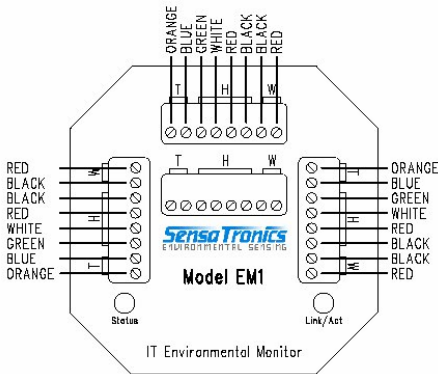 ORANGE
BLUE
GREEN
WHITE
RED
BLACK
BLACK
RED
T H W
T H W
RED
BLACK
BLACK
RED
WHITE
GREEN
BLUE
ORANGE
W
H
T
ORANGE
BLUE
GREEN
WHITE
RED
BLACK
BLACK
RED
T
H
W
SensaTronics
ENVIRONMENTAL SENSING
Model EM1
Status
Link/Act
IT Environmental Monitor